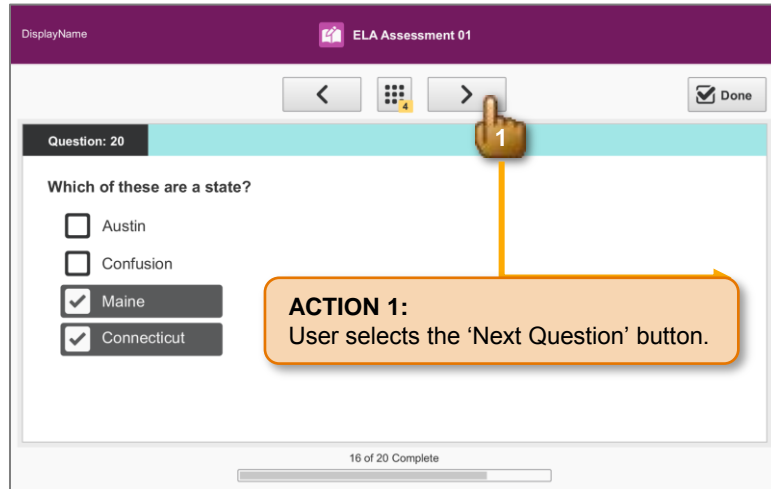 DisplayName
ELA Assessment 01
4
Done
1
Question: 20
Which of these are a state?
Austin
Confusion
Maine
Connecticut
ACTION 1:
User selects the ‘Next Question’ button.
16 of 20 Complete